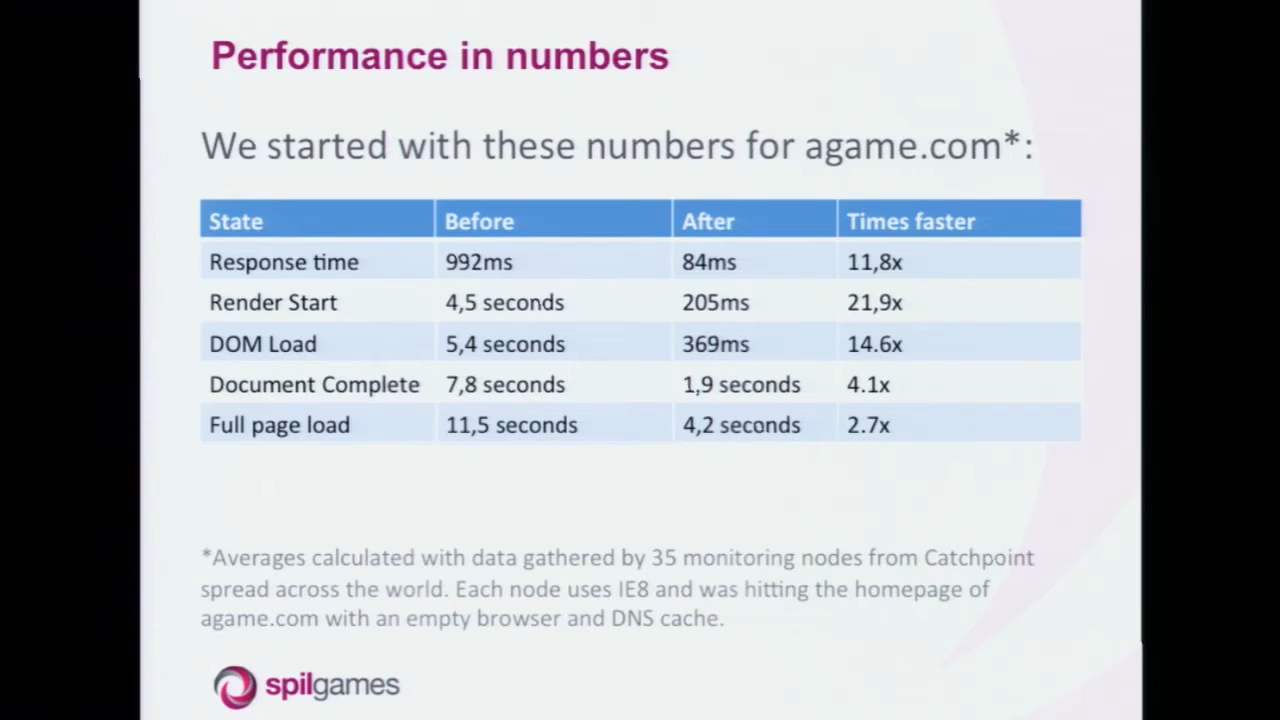 Performance in numbers
We started with these numbers for agame.com*:
State Before After Times faster
Response time 992ms 84ms 11,8x
Render Start 4,5 seconds 205ms 21,9x
DOM Load 5,4 seconds 369ms 14.6x
Document Complete 7,8 seconds 1,9 seconds 4.1x
Full page load 11,5 seconds 4,2 seconds 2.7x
*Averages calculated with data gathered by 35 monitoring nodes from Catchpoint
spread across the world. Each node uses IE8 and was hitting the homepage of
agame.com with an empty browser and DNS cache.
spilgames